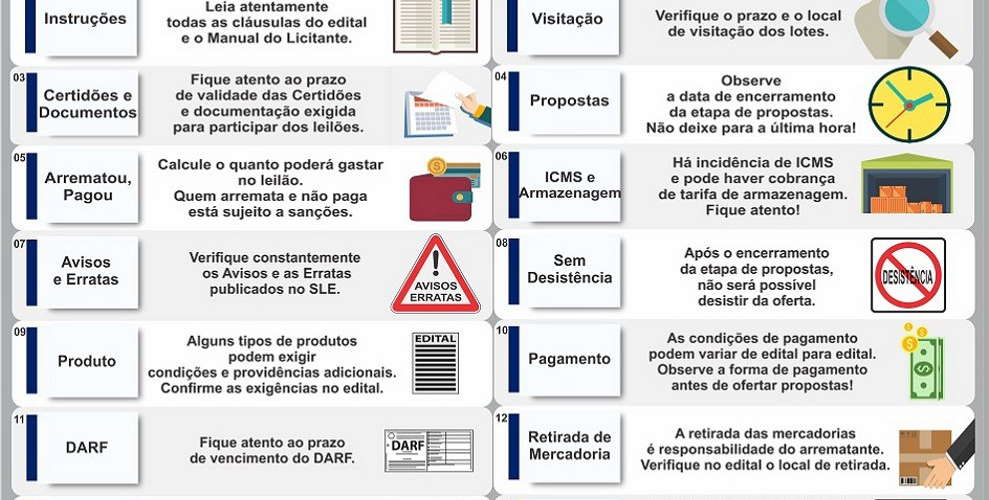 Instruções
Leia atentamente
todas as cláusulas do edital
e o Manual do Licitante.
Visitação
Verifique o prazo e o local
de visitação dos lotes.
03
Certidões e
Documentos
Fique atento ao prazo
de validade das Certidões
e documentação exigida
para participar dos leilões.
04
Propostas
Observe
a data de encerramento
da etapa de propostas.
Não deixe para a última hora!
05
Arrematou,
Pagou
Calcule o quanto poderá gastar
no leilão.
Quem arremata e não paga
está sujeito a sanções.
$
06
ICMS e
Armazenagem
Há incidência de ICMS
e pode haver cobrança
de tarifa de armazenagem.
Fique atento!
07
Avisos
e Erratas
Verifique constantemente
os Avisos e as Erratas
publicados no SLE.
!
AVISOS
ERRATAS
08
Sem
Desistência
Após o encerramento
da etapa de propostas,
não será possível
desistir da oferta.
DESISTÊNCIA
09
Produto
Alguns tipos de produtos
podem exigir
condições e providências adicionais.
Confirme as exigências no edital.
EDITAL
10
Pagamento
As condições de pagamento
podem variar de edital para edital.
Observe a forma de pagamento
antes de ofertar propostas!
$
11
DARF
Fique atento ao prazo
de vencimento do DARF.
DARF
12
Retirada de
Mercadoria
A retirada das mercadorias
é responsabilidade do arrematante.
Verifique no edital o local de retirada.